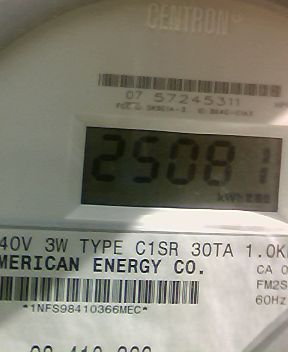 CENTRON®
07 57245311
25081
kWh
40V 3W TYPE C1SR 30TA 1.0K
MERICAN ENERGY CO.
CA 0
FM2S
60Hz
*1NFS98410366MEC*